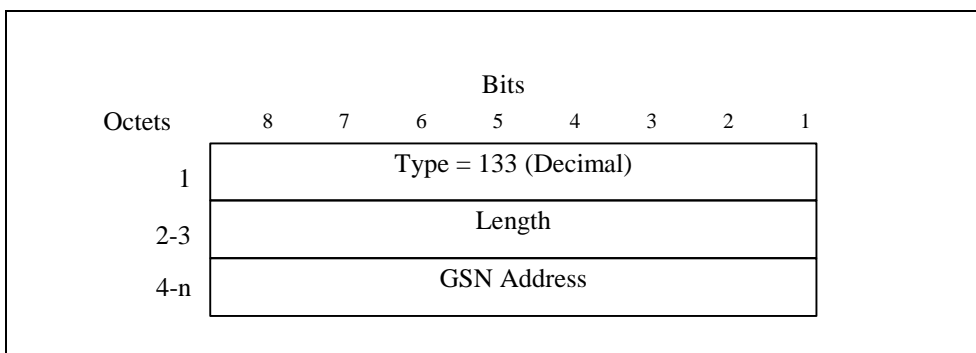 Bits
Octets 8 7 6 5 4 3 2 1
1 Type = 133 (Decimal)
2-3 Length
4-n GSN Address